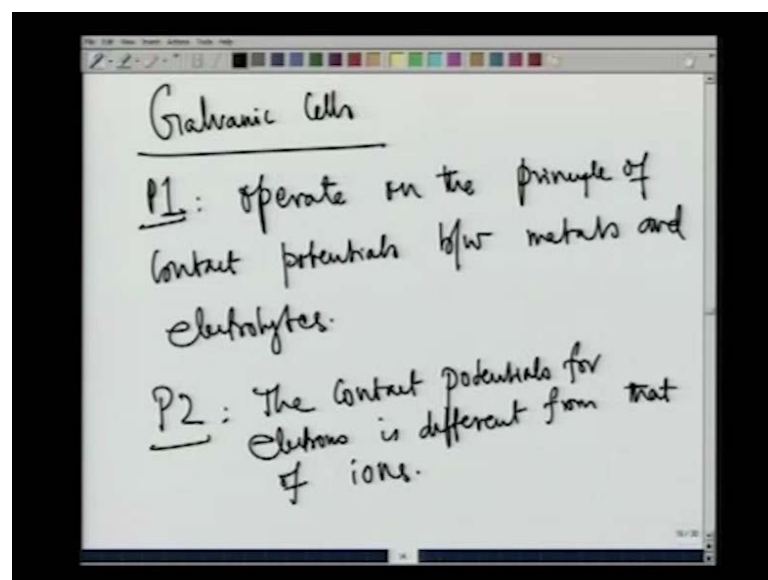 Galvanic Cells
P1: operate on the principle of
Contact potentials b/w metals and
electrolytes.
P2: The Contact potentials for
electrons is different from that
of ions.